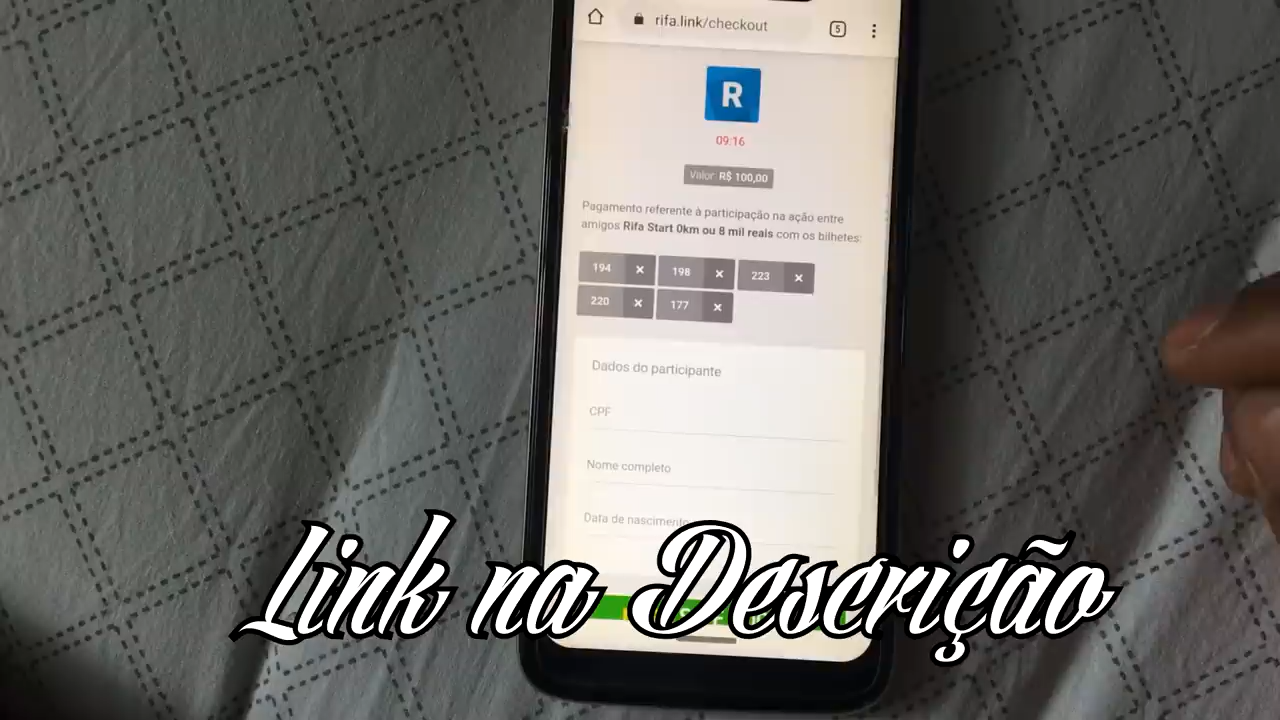 rifa.link/checkout
5
R
09:16
Valor: R$ 100,00
Pagamento referente à participação na ação entre
amigos Rifa Start 0km ou 8 mil reais com os bilhetes:
194 × 198 × 223 ×
220 × 177 ×
Dados do participante
CPF
Nome completo
Data de nascimento
Link na Descrição